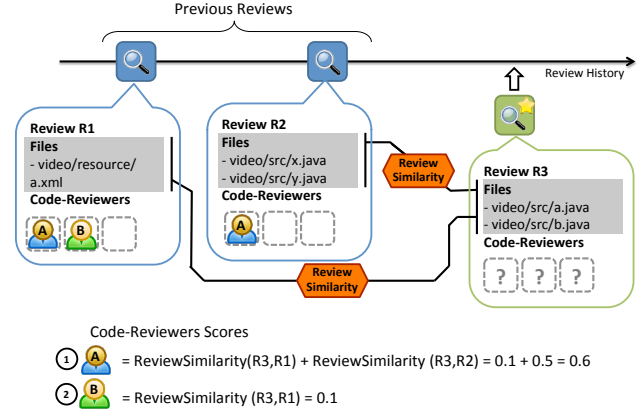 Previous Reviews
Review History
Review R1
Files
- video/resource/
a.xml
Code-Reviewers
A
B
Review R2
Files
- video/src/x.java
- video/src/y.java
Code-Reviewers
A
Review
Similarity
Review
Similarity
Review R3
Files
- video/src/a.java
- video/src/b.java
Code-Reviewers
? ? ?
Code-Reviewers Scores
1 A = ReviewSimilarity(R3,R1) + ReviewSimilarity (R3,R2) = 0.1 + 0.5 = 0.6
2 B = ReviewSimilarity (R3,R1) = 0.1